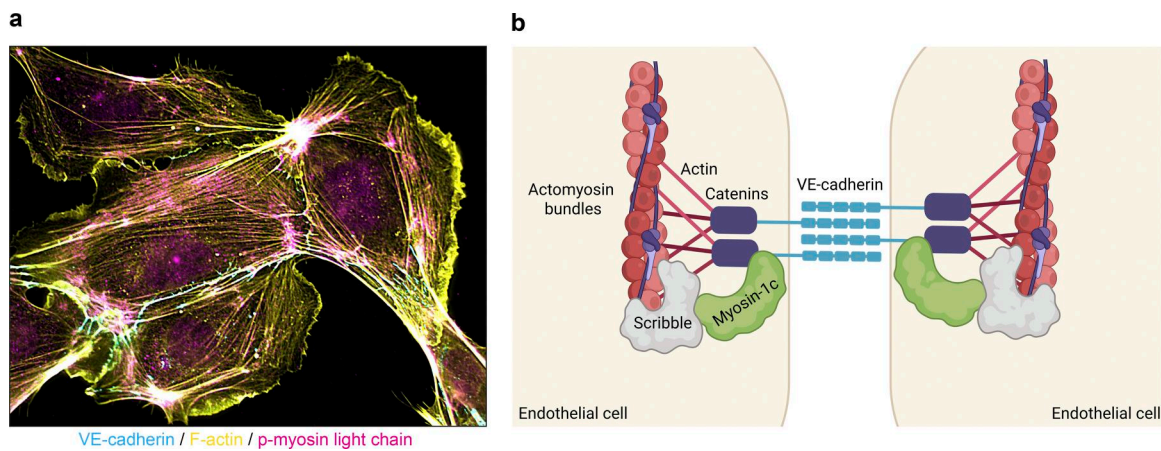 a
b
Actin
Catenins
VE-cadherin
Actomyosin
bundles
Scribble
Myosin-1c
Endothelial cell
Endothelial cell
VE-cadherin / F-actin / p-myosin light chain